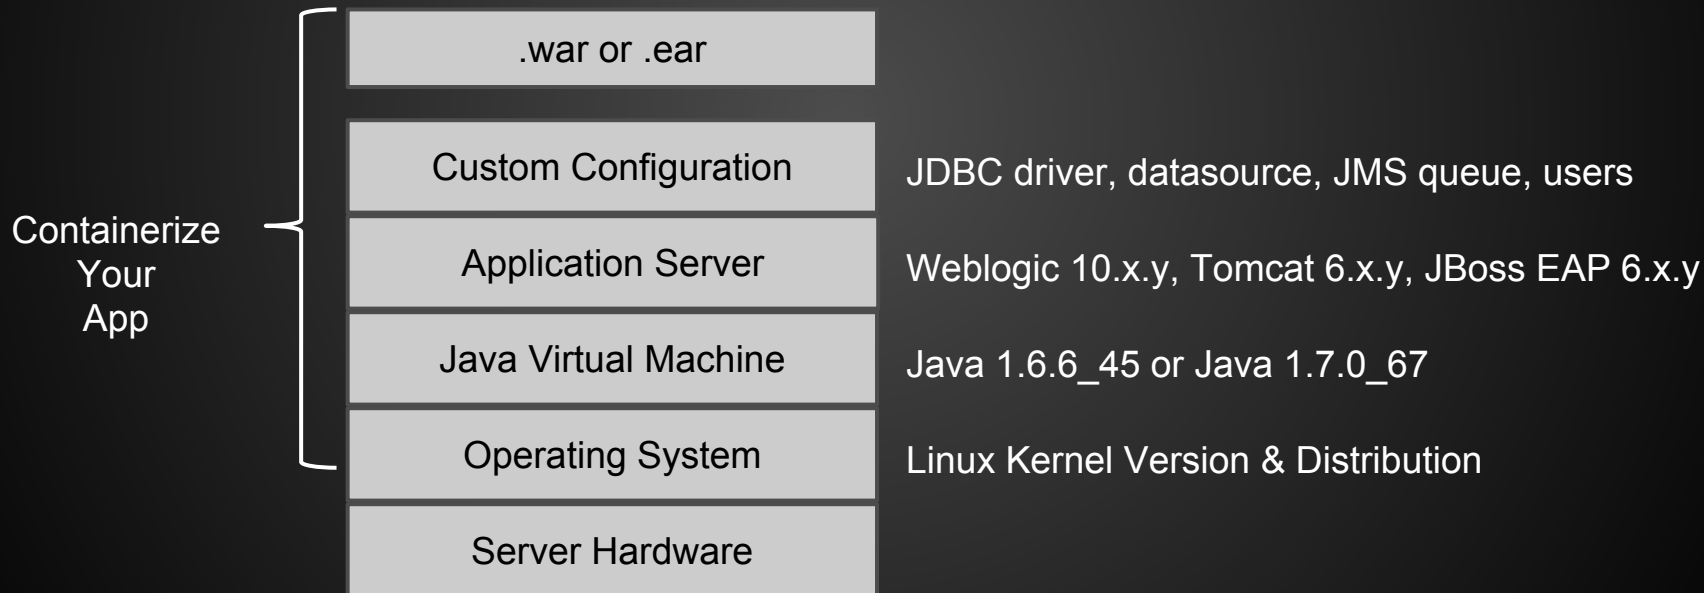 .war or .ear
Custom Configuration
JDBC driver, datasource, JMS queue, users
Containerize
Your
App
Application Server
Weblogic 10.x.y, Tomcat 6.x.y, JBoss EAP 6.x.y
Java Virtual Machine
Java 1.6.6_45 or Java 1.7.0_67
Operating System
Linux Kernel Version & Distribution
Server Hardware